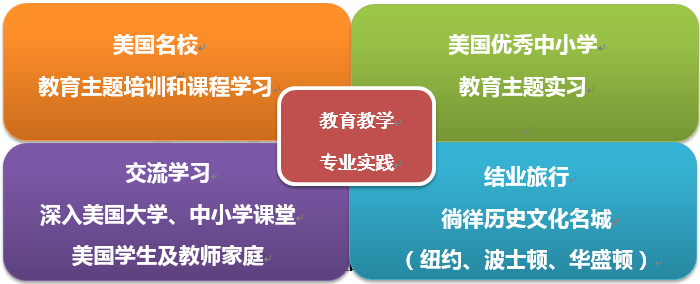 美国名校
教育主题培训和课程学习
美国优秀中小学
教育主题实习
教育教学
专业实践
交流学习
深入美国大学、中小学课堂
美国学生及教师家庭
结业旅行
徜徉历史文化名城
（纽约、波士顿、华盛顿）